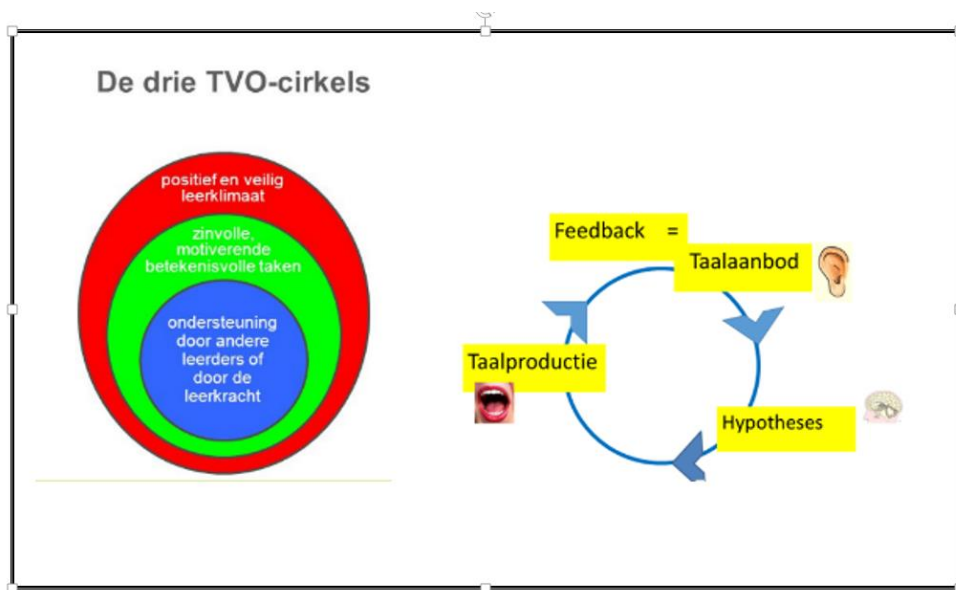 De drie TVO-cirkels
positief en veilig
leerklimaat
zinvolle,
motiverende
betekenisvolle taken
ondersteuning
door andere
leerders of
door de
leerkracht
Feedback =
Taalaanbod
Taalproductie
Hypotheses